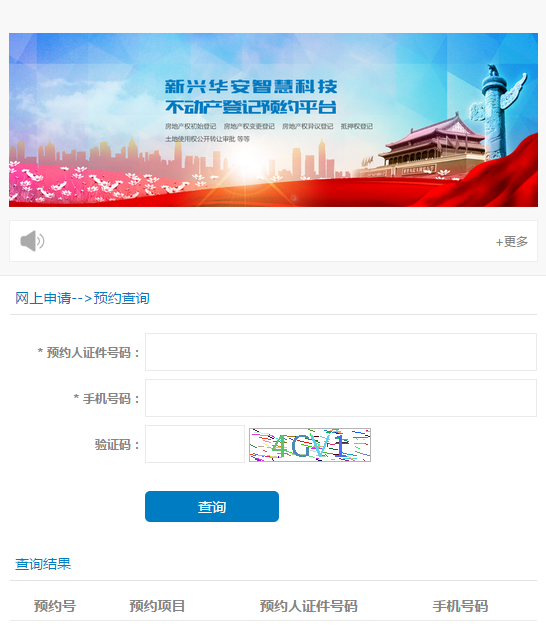 新兴华安智慧科技
不动产登记预约平台
房地产权初始登记 房地产权变更登记 房地产权异议登记 抵押权登记
土地使用权公开转让审批 等等
+更多
网上申请-->预约查询
* 预约人证件号码：
* 手机号码：
验证码： 4GV1
查询
查询结果
预约号 预约项目 预约人证件号码 手机号码